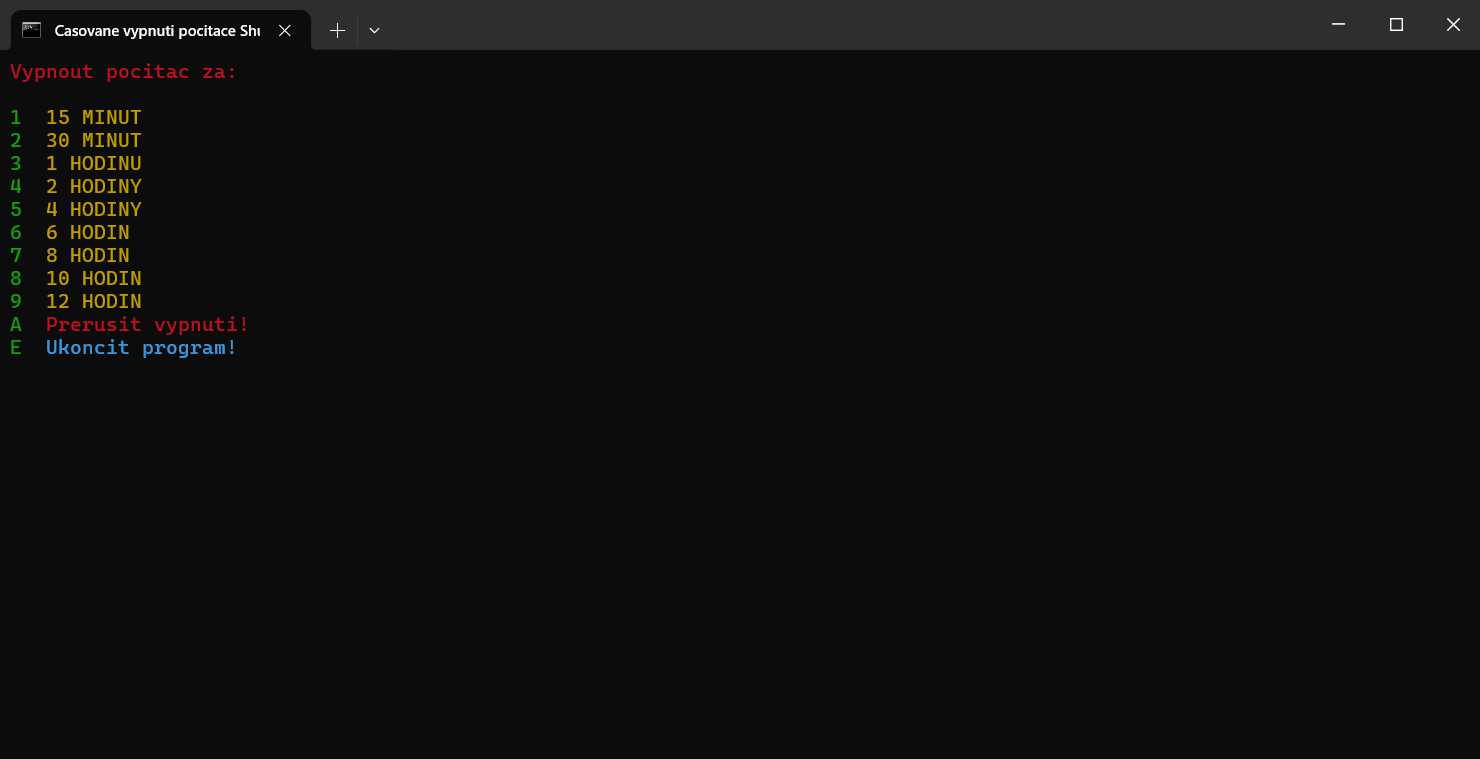 Casovane vypnuti pocitace
Vypnout pocitac za:
1 15 MINUT
2 30 MINUT
3 1 HODINU
4 2 HODINY
5 4 HODINY
6 6 HODIN
7 8 HODIN
8 10 HODIN
9 12 HODIN
A Prerusit vypnuti!
E Ukoncit program!